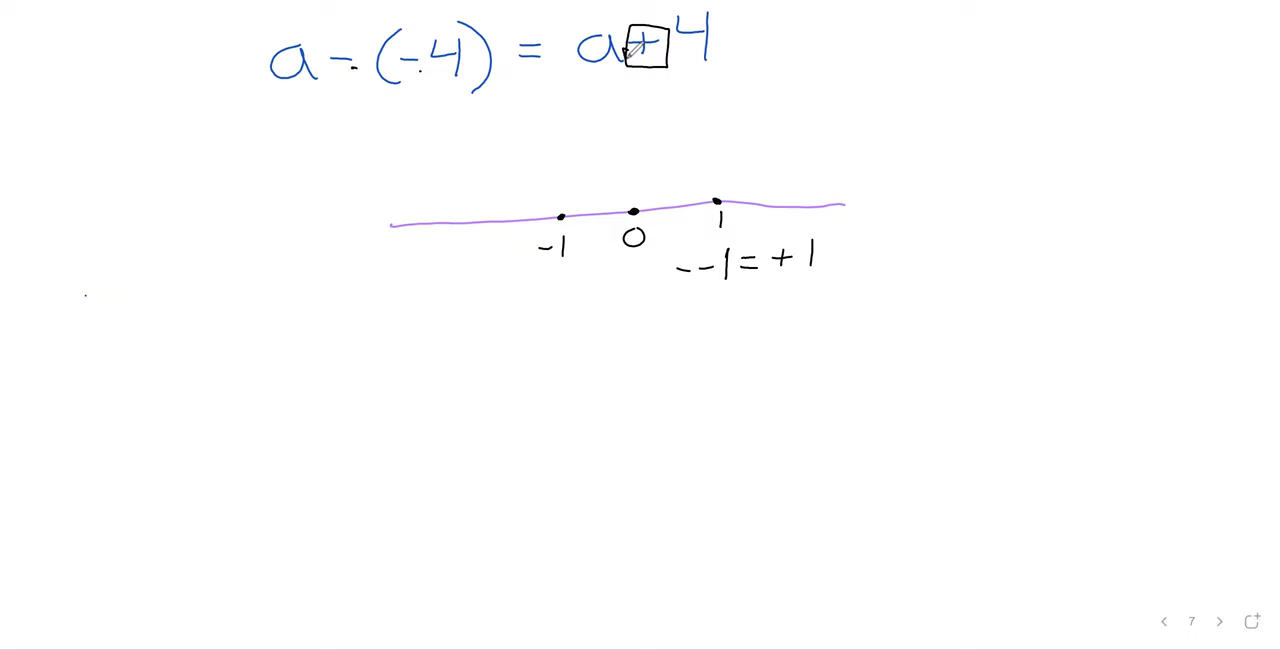 a - (-4) = a + 4
-1 0 1
--1 = +1
< 7 >